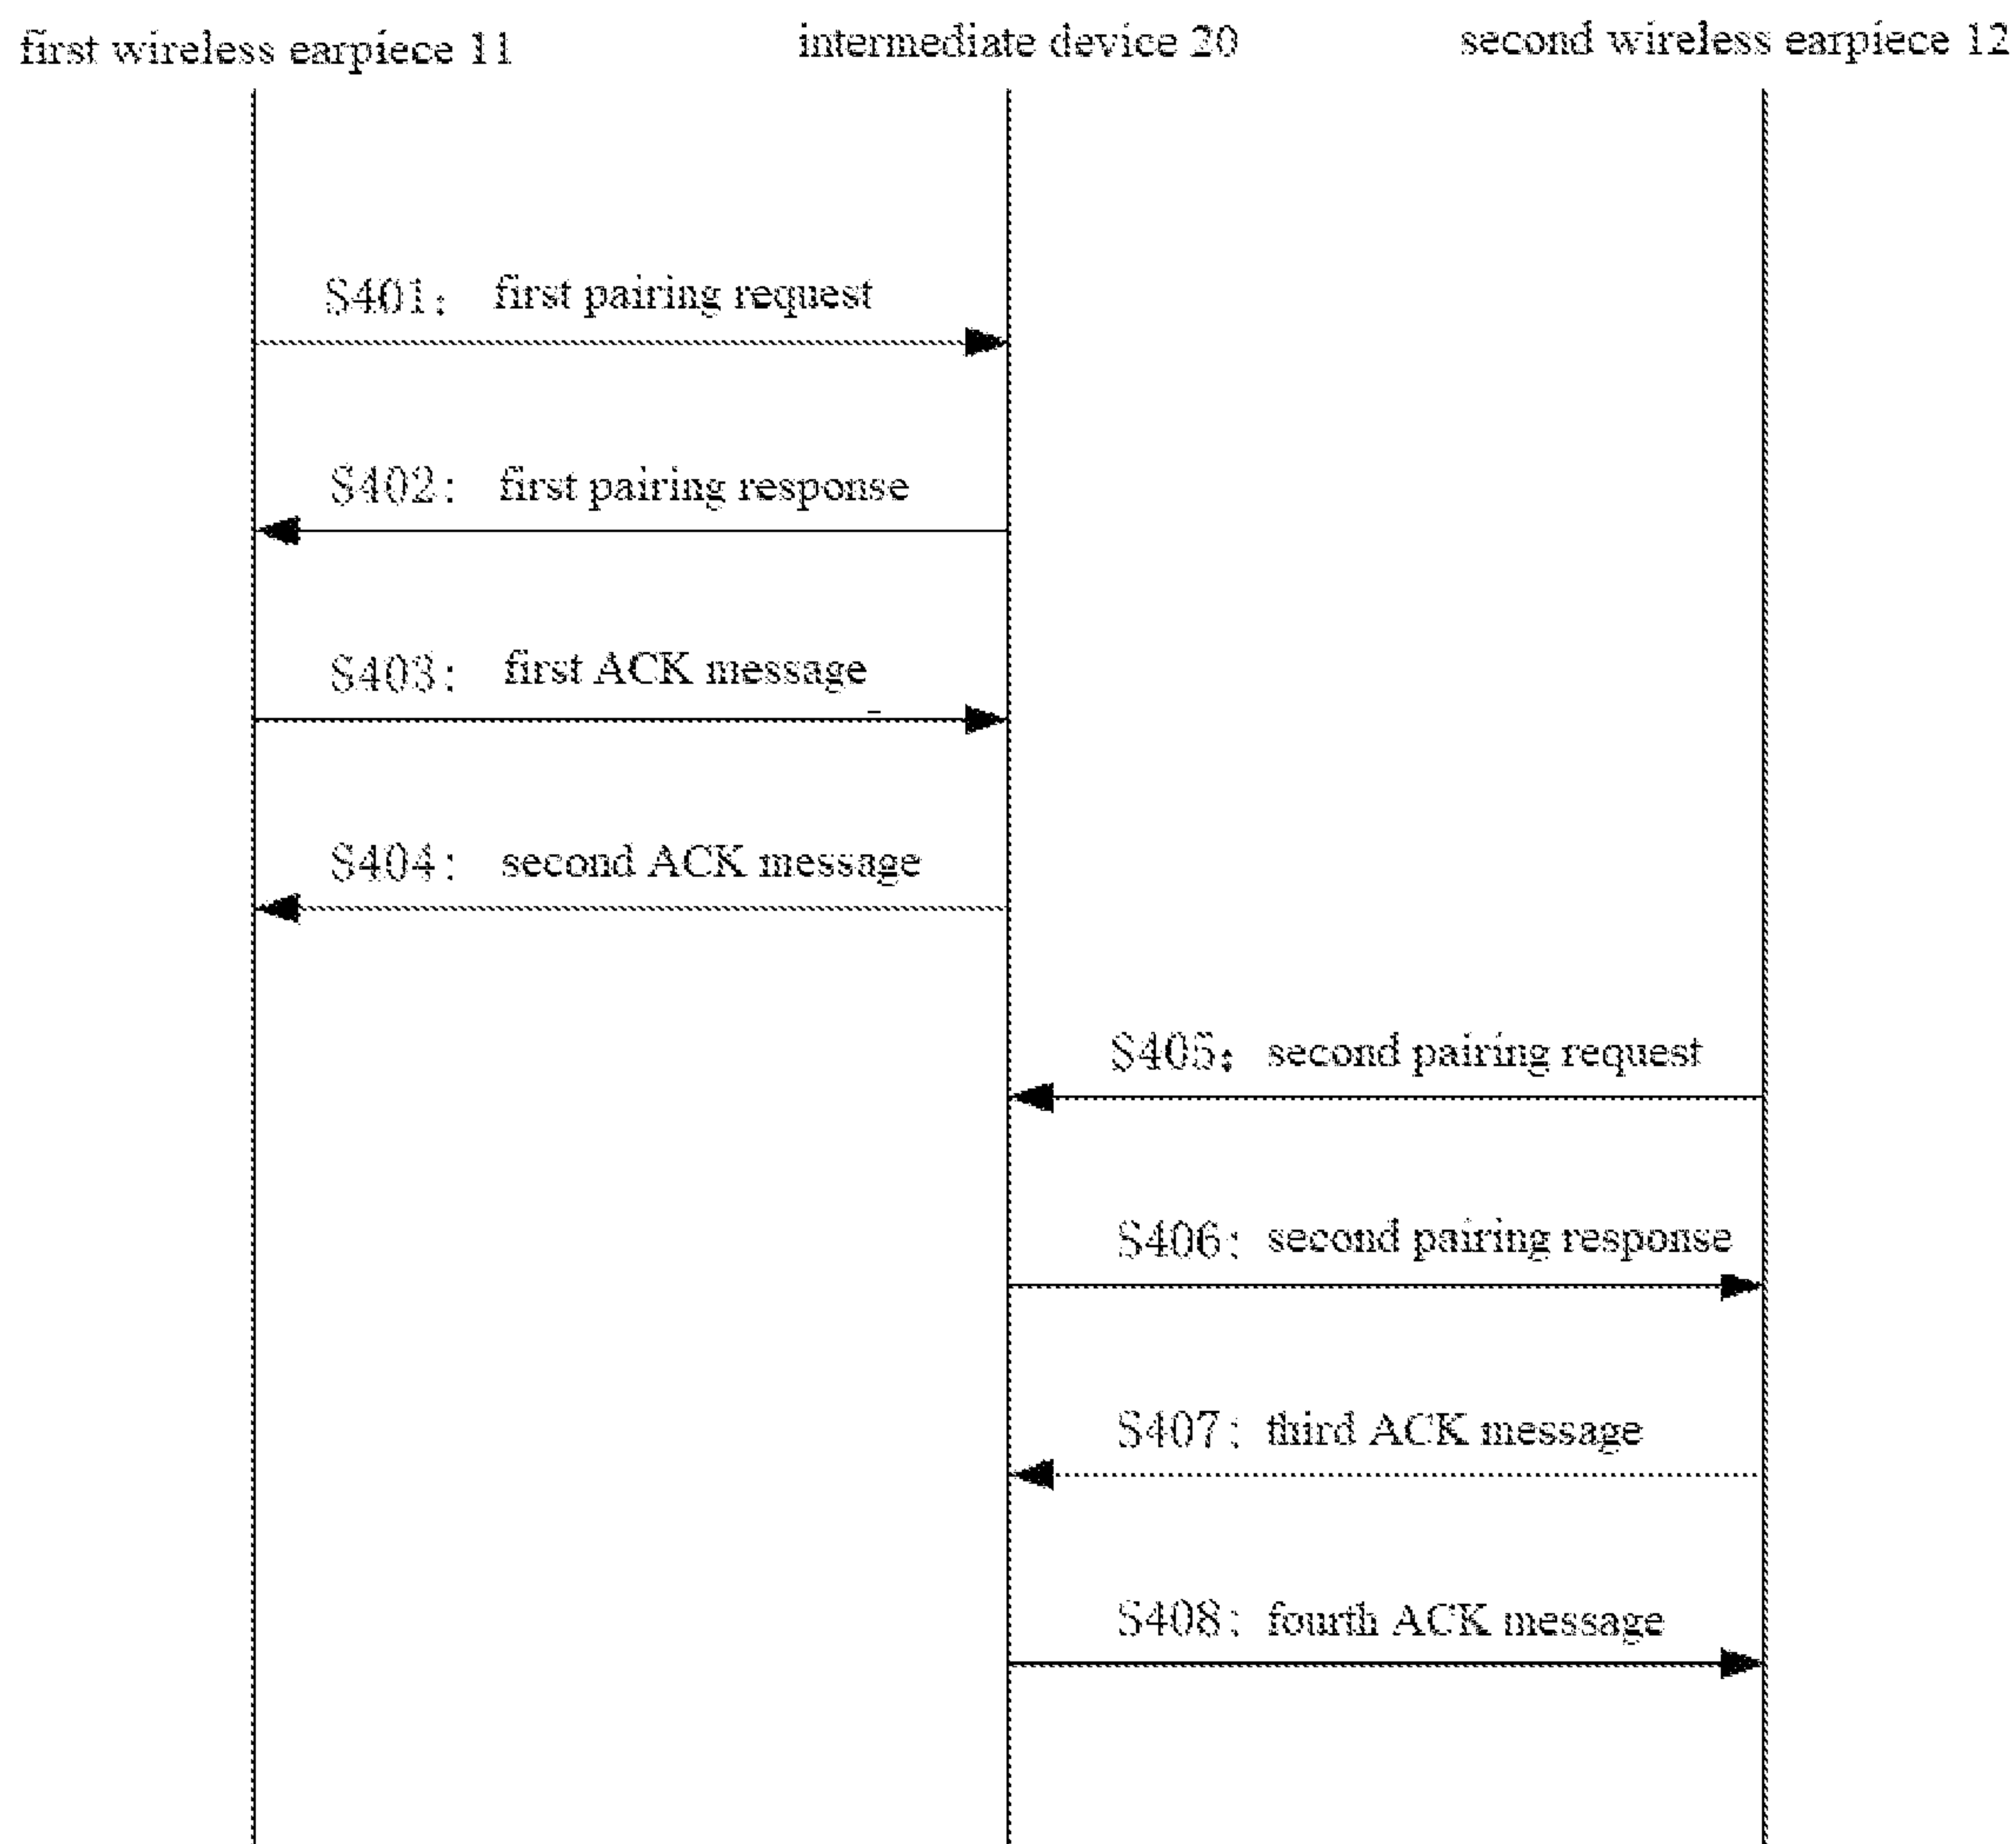 first wireless earpiece 11
intermediate device 20
second wireless earpiece 12
S401: first pairing request
S402: first pairing response
S403: first ACK message
S404: second ACK message
S405: second pairing request
S406: second pairing response
S407: third ACK message
S408: fourth ACK message